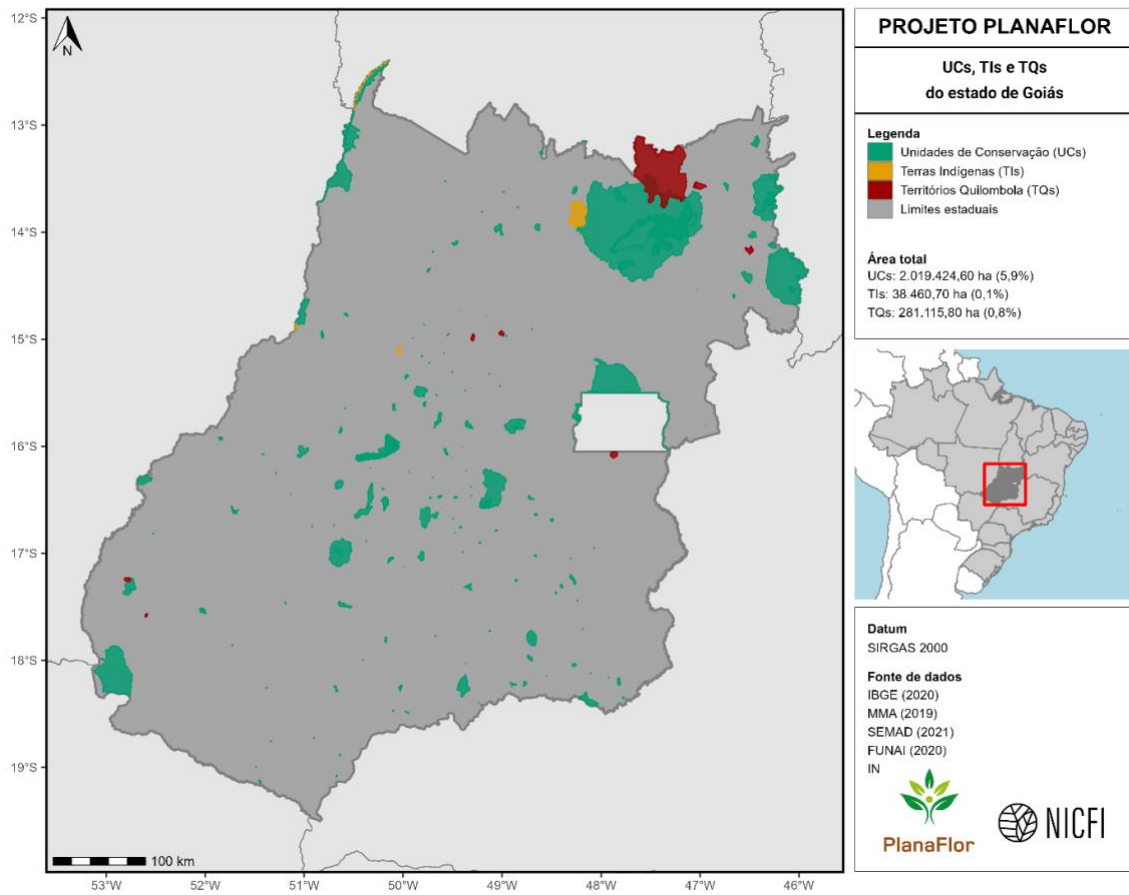 PROJETO PLANAFLOR
UCs, TIs e TQs
do estado de Goiás
Legenda
Unidades de Conservação (UCs)
Terras Indígenas (TIs)
Territórios Quilombola (TQs)
Limites estaduais
Área total
UCs: 2.019.424,60 ha (5,9%)
TIs: 38.460,70 ha (0,1%)
TQs: 281.115,80 ha (0,8%)
Datum
SIRGAS 2000
Fonte de dados
IBGE (2020)
MMA (2019)
SEMAD (2021)
FUNAI (2020)
IN
PlanaFlor
NICFI
N
12°S
13°S
14°S
15°S
16°S
17°S
18°S
19°S
100 km
53°W
52°W
51°W
50°W
49°W
48°W
47°W
46°W